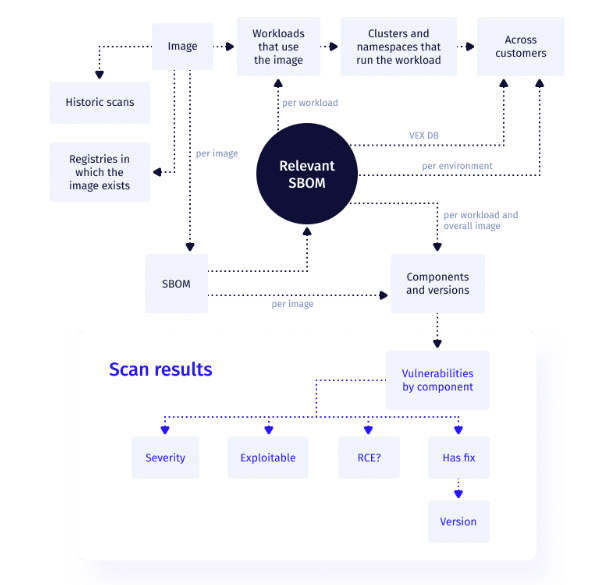 Image
Workloads
that use
the image
Clusters and
namespaces that
run the workload
Across
customers
Historic scans
per workload
VEX DB
Registries in
which the
image exists
per image
Relevant
SBOM
per environment
per workload and
overall image
SBOM
Components
and versions
per image
Scan results
Vulnerabilities
by component
Severity
Exploitable
RCE?
Has fix
Version